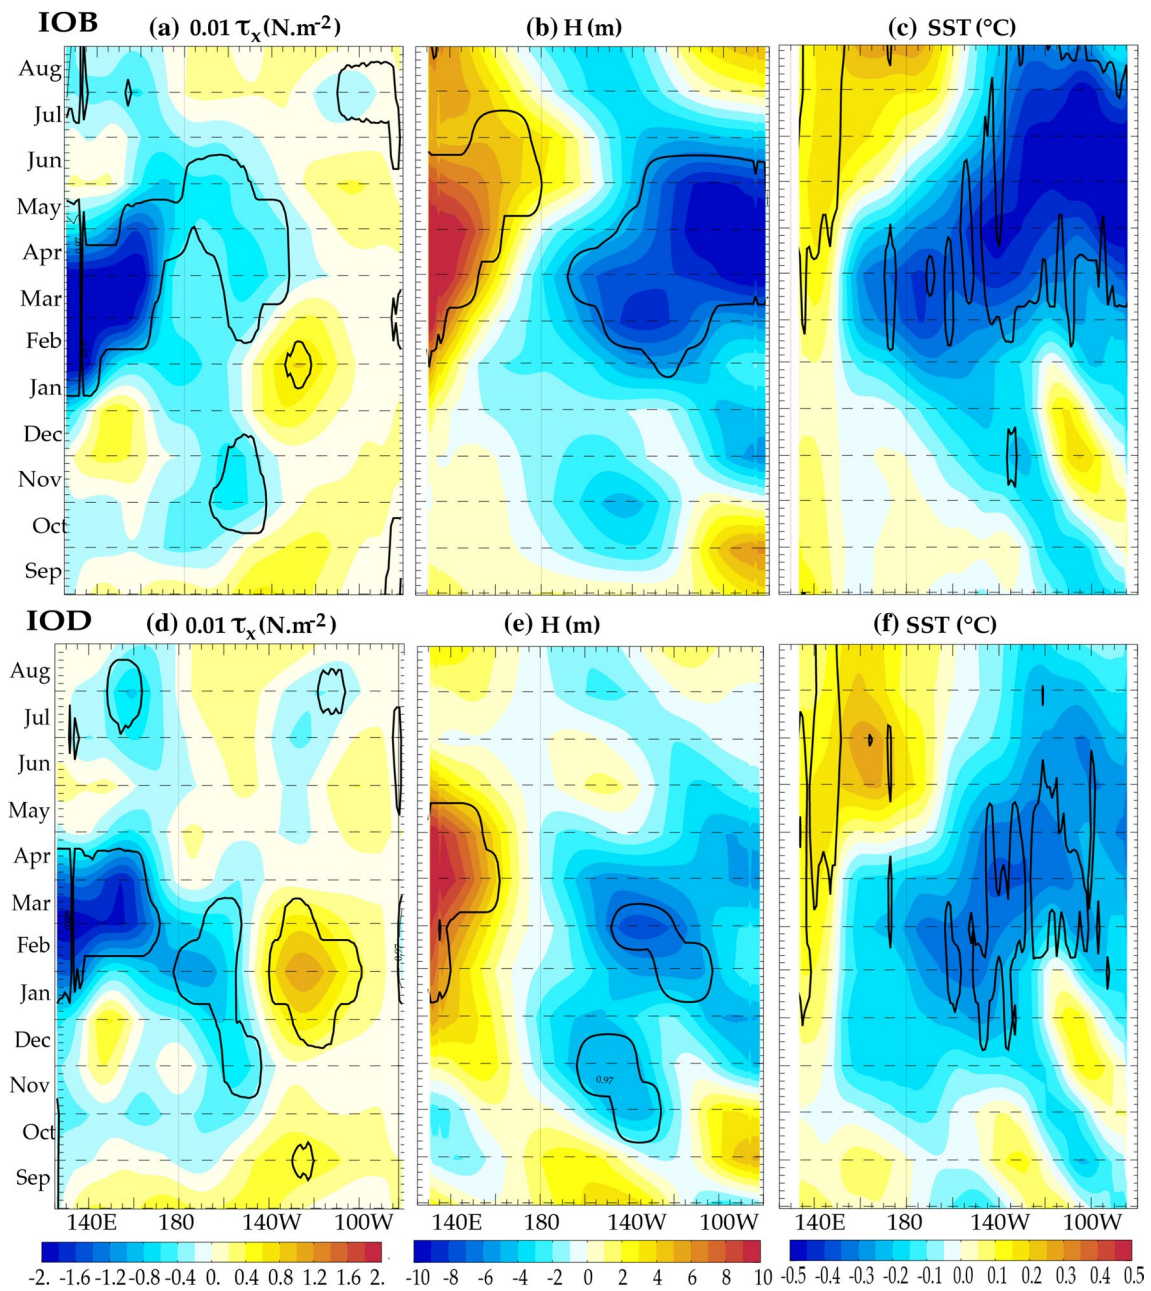 IOB (a) 0.01 τx (N.m-2) (b) H (m) (c) SST (°C)
Aug
Jul
Jun
May
Apr
Mar
Feb
Jan
Dec
Nov
Oct
Sep
IOD (d) 0.01 τx (N.m-2) (e) H (m) (f) SST (°C)
Aug
Jul
Jun
May
Apr
Mar
Feb
Jan
Dec
Nov
Oct
Sep
0.97
0.97
140E 180 140W 100W 140E 180 140W 100W 140E 180 140W 100W
-2. -1.6 -1.2 -0.8 -0.4 0. 0.4 0.8 1.2 1.6 2. -10 -8 -6 -4 -2 0 2 4 6 8 10 -0.5 -0.4 -0.3 -0.2 -0.1 0.0 0.1 0.2 0.3 0.4 0.5